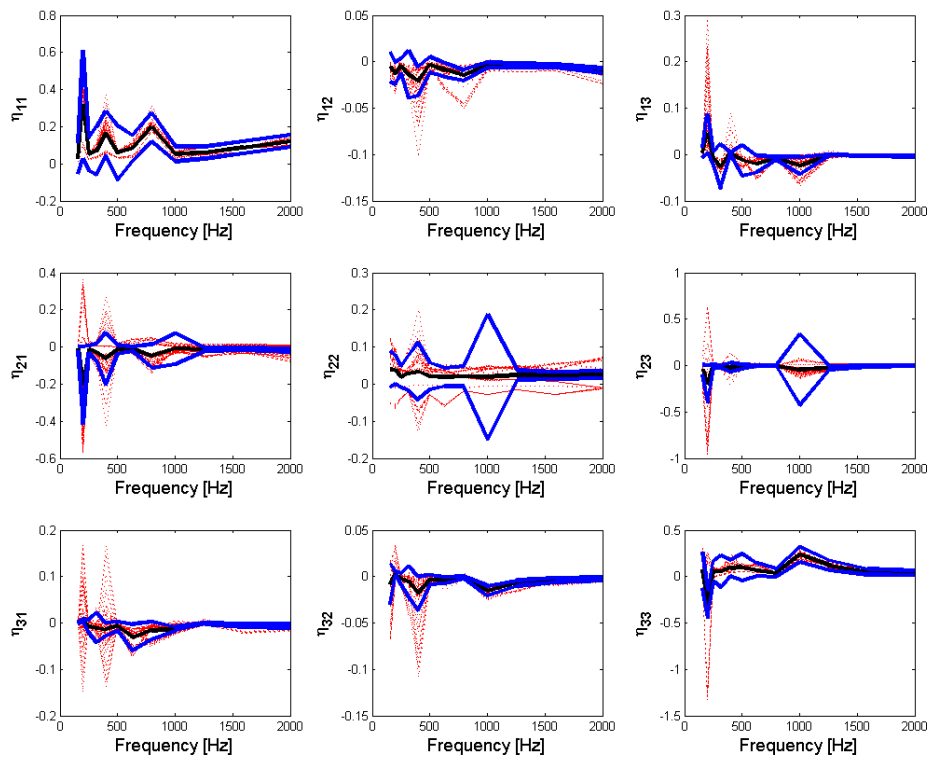 0.8 0.6 0.4 0.2 0 -0.2
η11
0 500 1000 1500 2000
Frequency [Hz]
0.05 0 -0.05 -0.1 -0.15
η12
0 500 1000 1500 2000
Frequency [Hz]
0.3 0.2 0.1 0 0.1
η13
0 500 1000 1500 2000
Frequency [Hz]
0.4 0.2 0 -0.2 -0.4 -0.6
η21
0 500 1000 1500 2000
Frequency [Hz]
0.3 0.2 0.1 0 -0.1 0.2
η22
0 500 1000 1500 2000
Frequency [Hz]
1 0.5 0 -0.5 -1
η23
0 500 1000 1500 2000
Frequency [Hz]
0.2 0.1 0 -0.1 -0.2
η31
0 500 1000 1500 2000
Frequency [Hz]
0.05 0 -0.05 -0.1 -0.15
η32
0 500 1000 1500 2000
Frequency [Hz]
0.5 0 -0.5 -1 -1.5
η33
0 500 1000 1500 2000
Frequency [Hz]